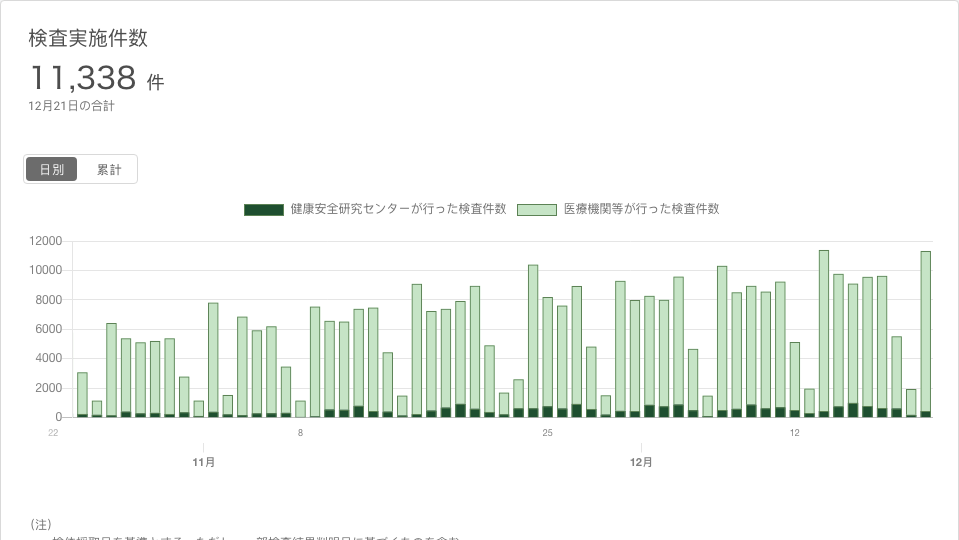 検査実施件数
11,338 件
12月21日の合計
日別 累計
健康安全研究センターが行った検査件数 医療機関等が行った検査件数
12000
10000
8000
6000
4000
2000
0
22 8 25 12
11月 12月
（注）